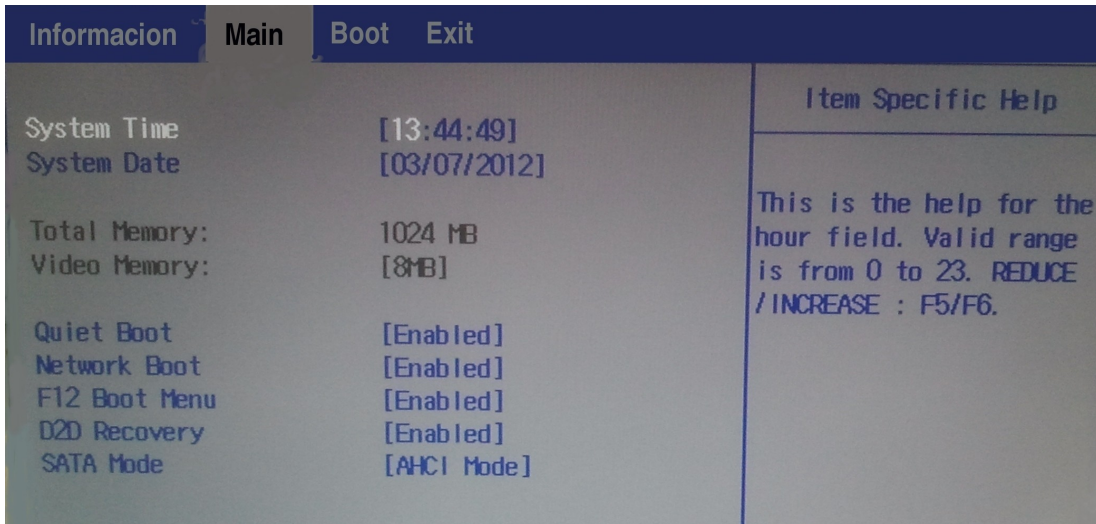 Informacion Main Boot Exit
Item Specific Help
System Time [13:44:49]
System Date [03/07/2012]
Total Memory: 1024 MB
Video Memory: [8MB]
Quiet Boot [Enabled]
Network Boot [Enabled]
F12 Boot Menu [Enabled]
D2D Recovery [Enabled]
SATA Mode [AHCI Mode]
This is the help for the
hour field. Valid range
is from 0 to 23. REDUCE
/INCREASE : F5/F6.